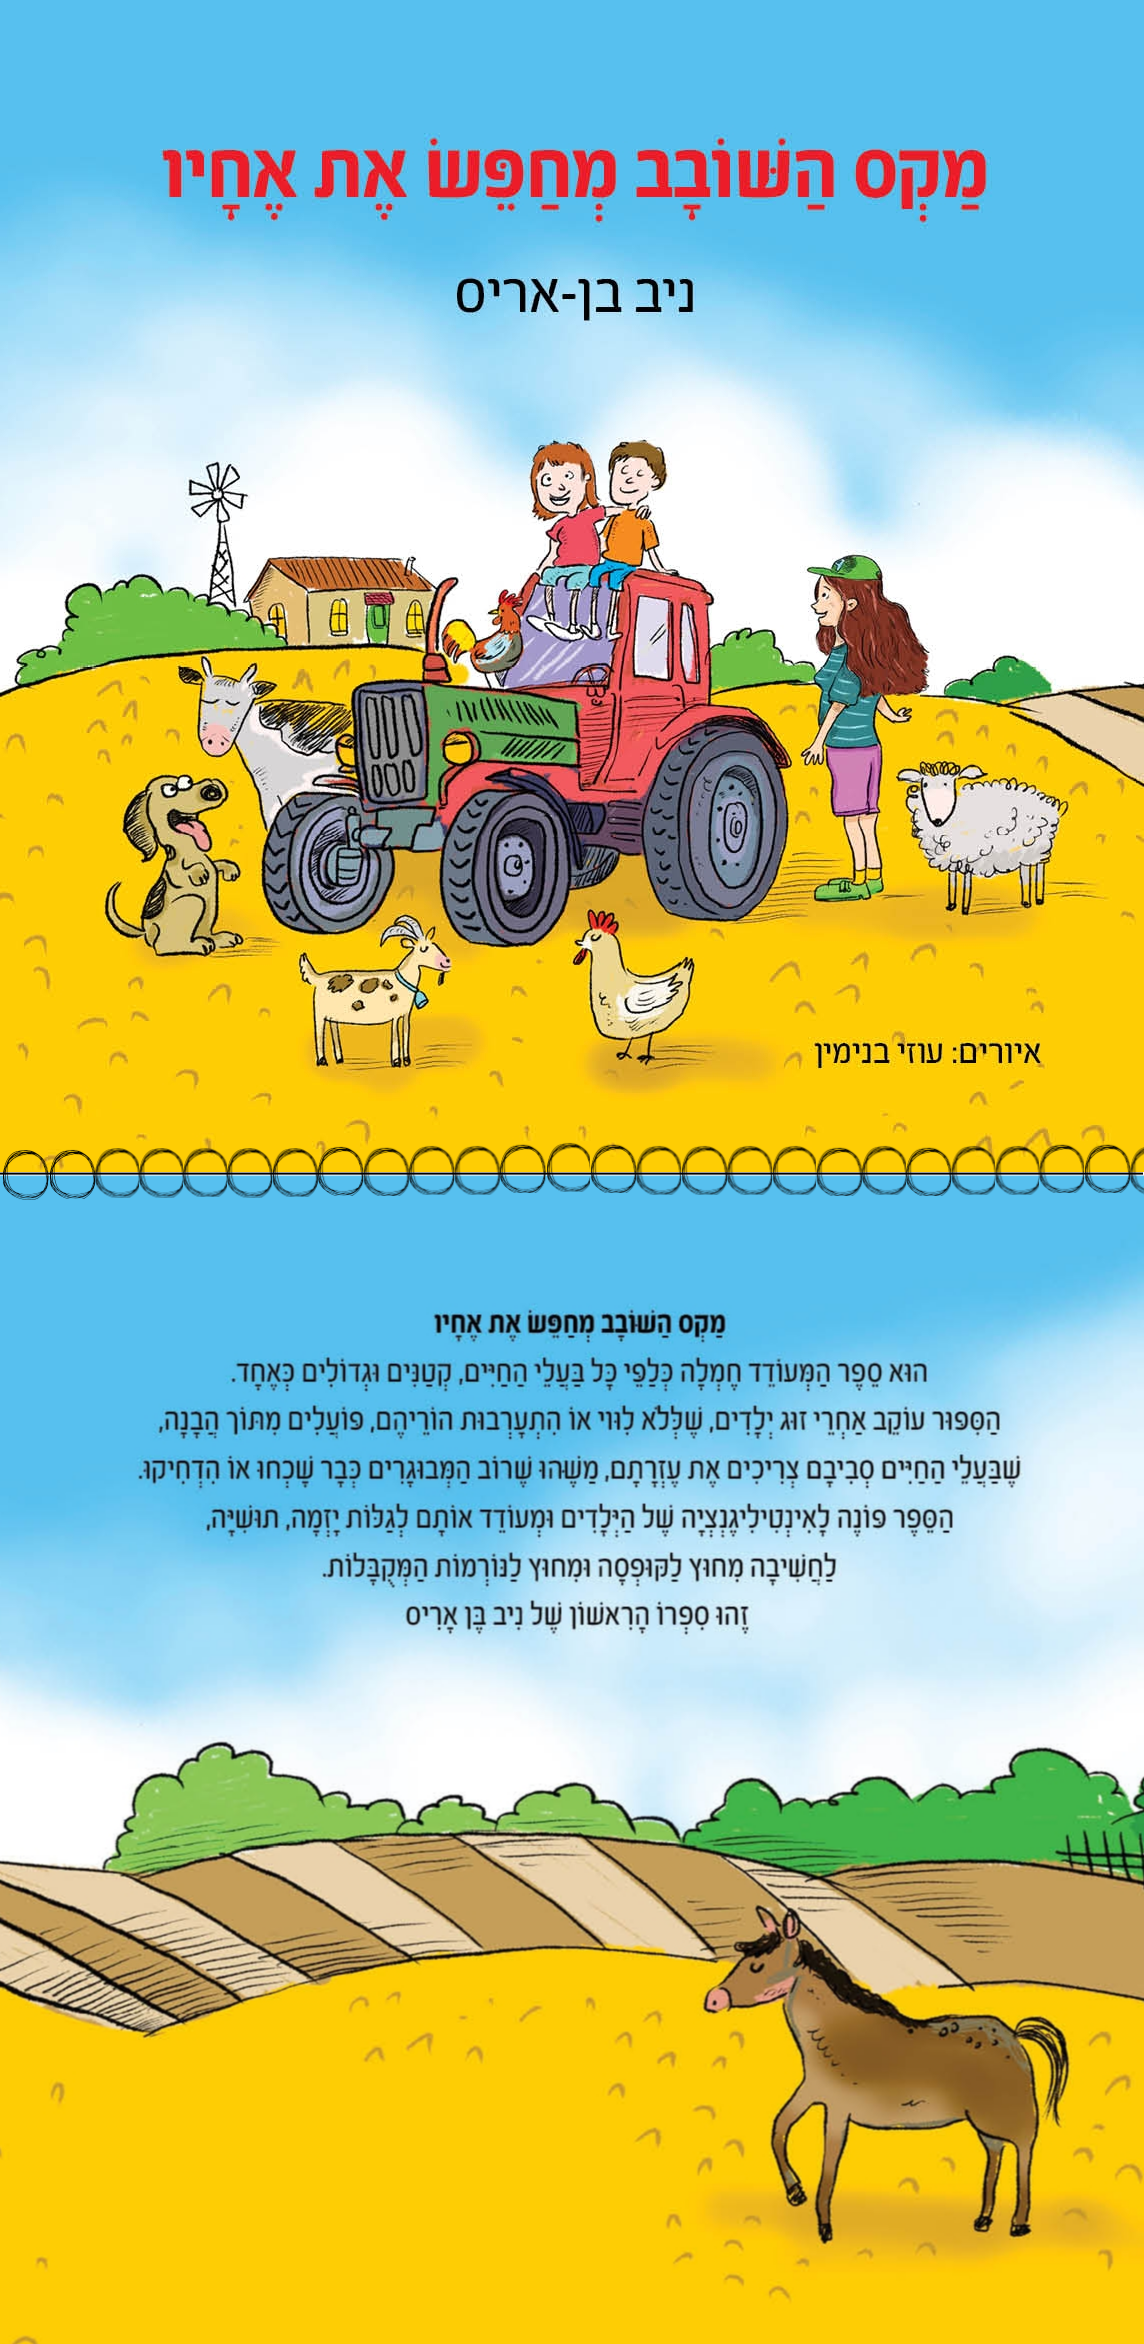 מַקְס הַשּׁוֹבָב מְחַפֵּשׂ אֶת אֶחָיו
ניב בן-אריס
איורים: עוזי בנימין
מַקְס הַשּׁוֹבָב מְחַפֵּשׂ אֶת אֶחָיו
הוּא סֵפֶר הַמְּעוֹדֵד חֶמְלָה כְּלַפֵּי כָּל בַּעֲלֵי הַחַיִּים, קְטַנִּים וּגְדוֹלִים כְּאֶחָד.
הַסִּפּוּר עוֹקֵב אַחֲרֵי זוּג יְלָדִים, שֶׁלְּלֹא לִוּוּי אוֹ הִתְעָרְבוּת הוֹרֵיהֶם, פּוֹעֲלִים מִתּוֹך הֲבָנָה,
שֶׁבַּעֲלֵי הַחַיִּים סְבִיבָם צְרִיכִים אֶת עֶזְרָתָם, מַשֶּׁהוּ שֶׁרוֹב הַמְּבוּגָרִים כְּבָר שָׁכְחוּ אוֹ הִדְחִיקוּ.
הַסֵּפֶר פּוֹנֶה לָאִינְטִילִיגֶנְצְיָה שֶׁל הַיְּלָדִים וּמְעוֹדֵד אוֹתָם לְגַלּוֹת יָזְמָה, תוּשִׁיָּה,
לַחֲשִׁיבָה מִחוּץ לַקּוּפְסָה וּמִחוּץ לַנּוֹרְמוֹת הַמְּקֻבָּלוֹת.
זֶהוּ סִפְרוֹ הָרִאשׁוֹן שֶׁל נִיב בֶּן אָרִיס